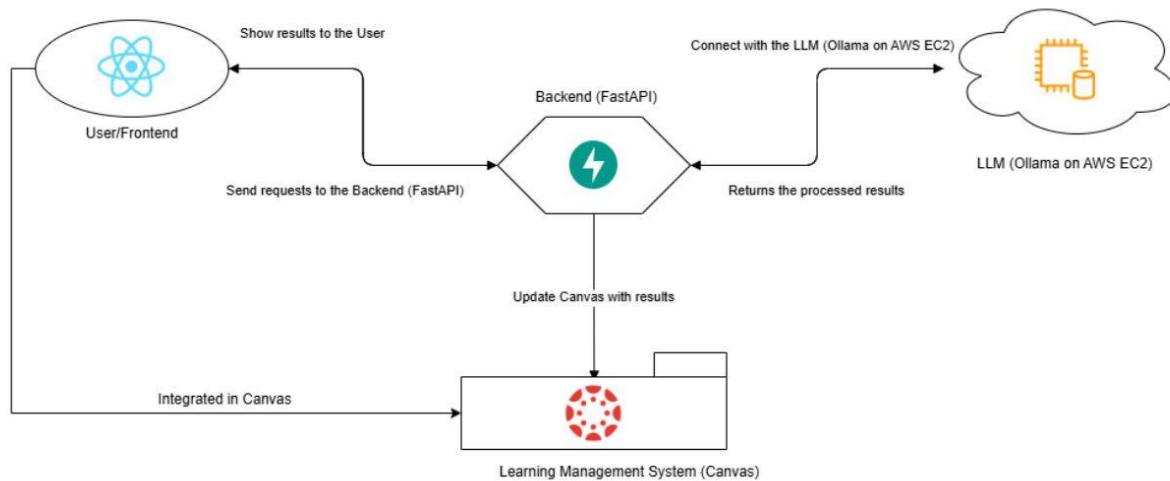 Show results to the User
Connect with the LLM (Ollama on AWS EC2)
Backend (FastAPI)
User/Frontend
LLM (Ollama on AWS EC2)
Send requests to the Backend (FastAPI)
Returns the processed results
Update Canvas with results
Integrated in Canvas
Learning Management System (Canvas)